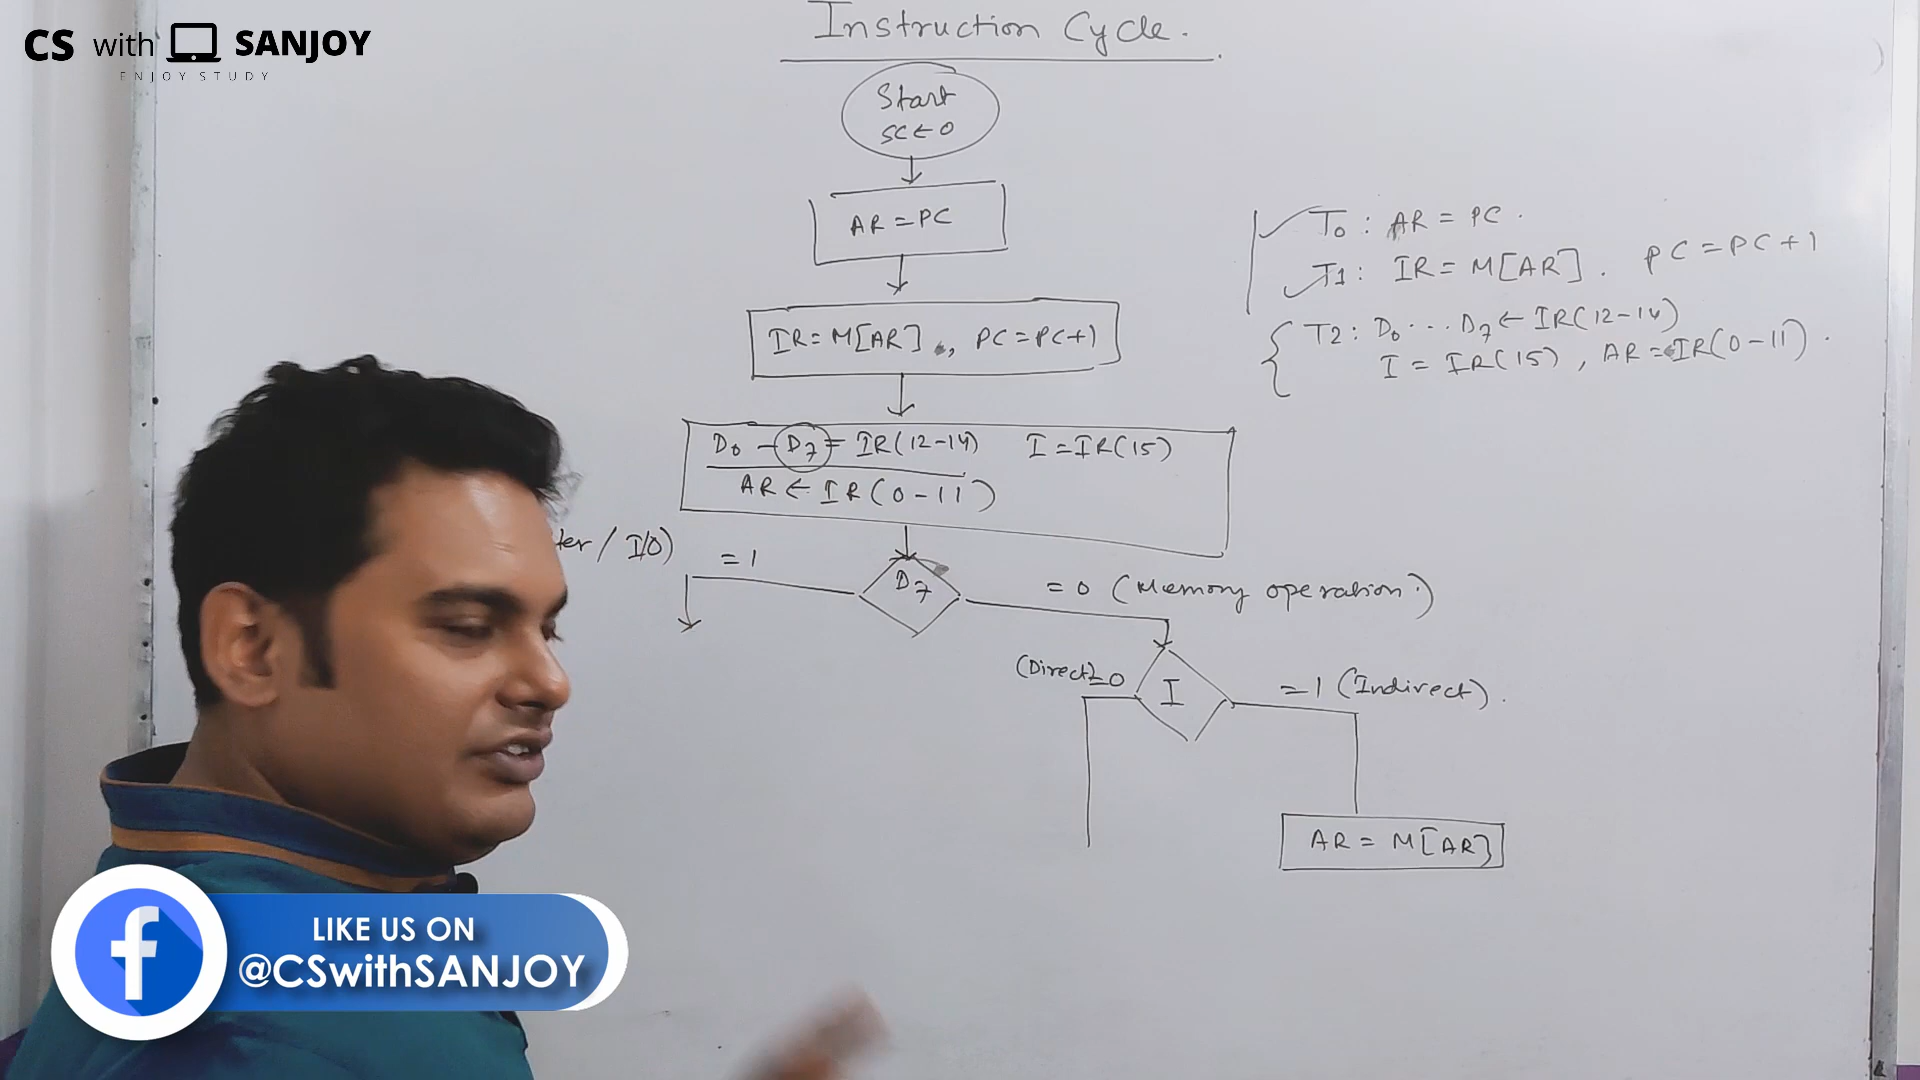 CS with SANJOY
ENJOY STUDY
Instruction Cycle.
Start
SC ← 0
AR = PC
IR = M[AR], PC = PC+1
D0 - D7 = IR(12-14) I = IR(15)
AR ← IR(0-11)
T0 : AR = PC.
T1 : IR = M[AR]. PC = PC+1
T2 : D0 ... D7 ← IR(12-14)
I = IR(15), AR = IR(0-11).
/ I/O)
= 1
D7
= 0 (Memory operation.)
(Direct)=0
I
= 1 (Indirect).
AR = M[AR]
LIKE US ON
@CSwithSANJOY